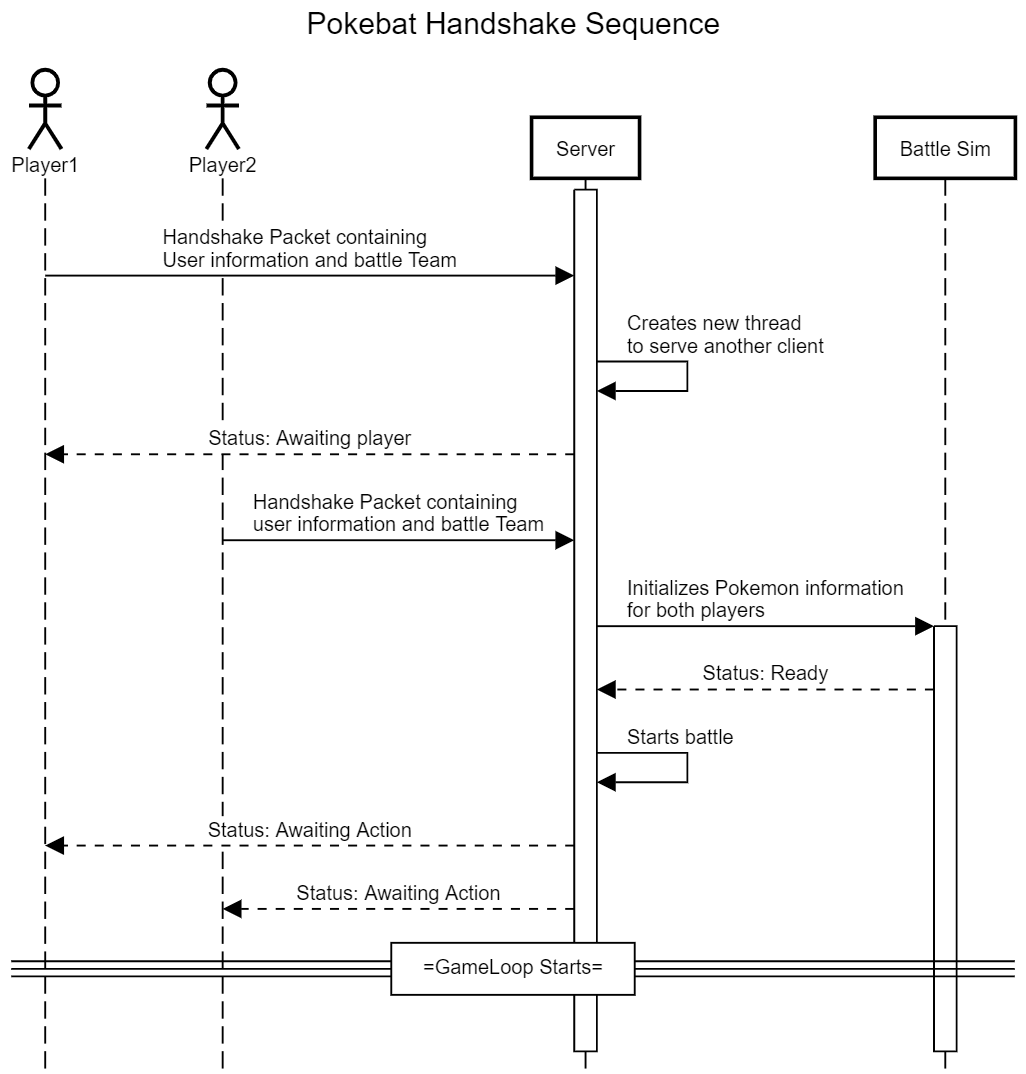 Pokebat Handshake Sequence
Player1
Player2
Server
Battle Sim
Handshake Packet containing
User information and battle Team
Creates new thread
to serve another client
Status: Awaiting player
Handshake Packet containing
user information and battle Team
Initializes Pokemon information
for both players
Status: Ready
Starts battle
Status: Awaiting Action
Status: Awaiting Action
=GameLoop Starts=